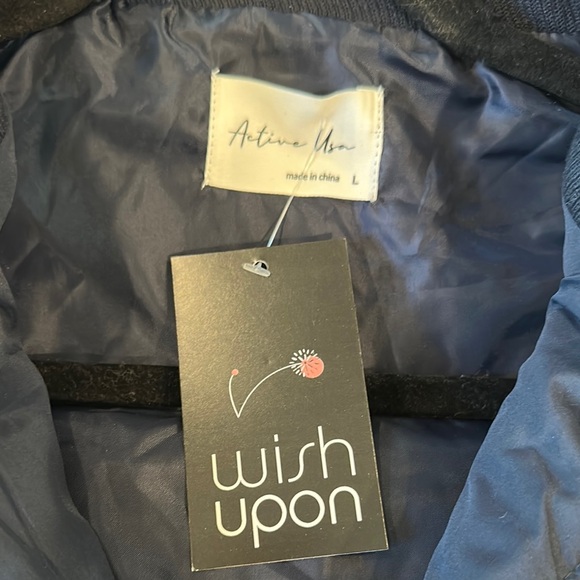 Active Usa
made in china L
wish
upon